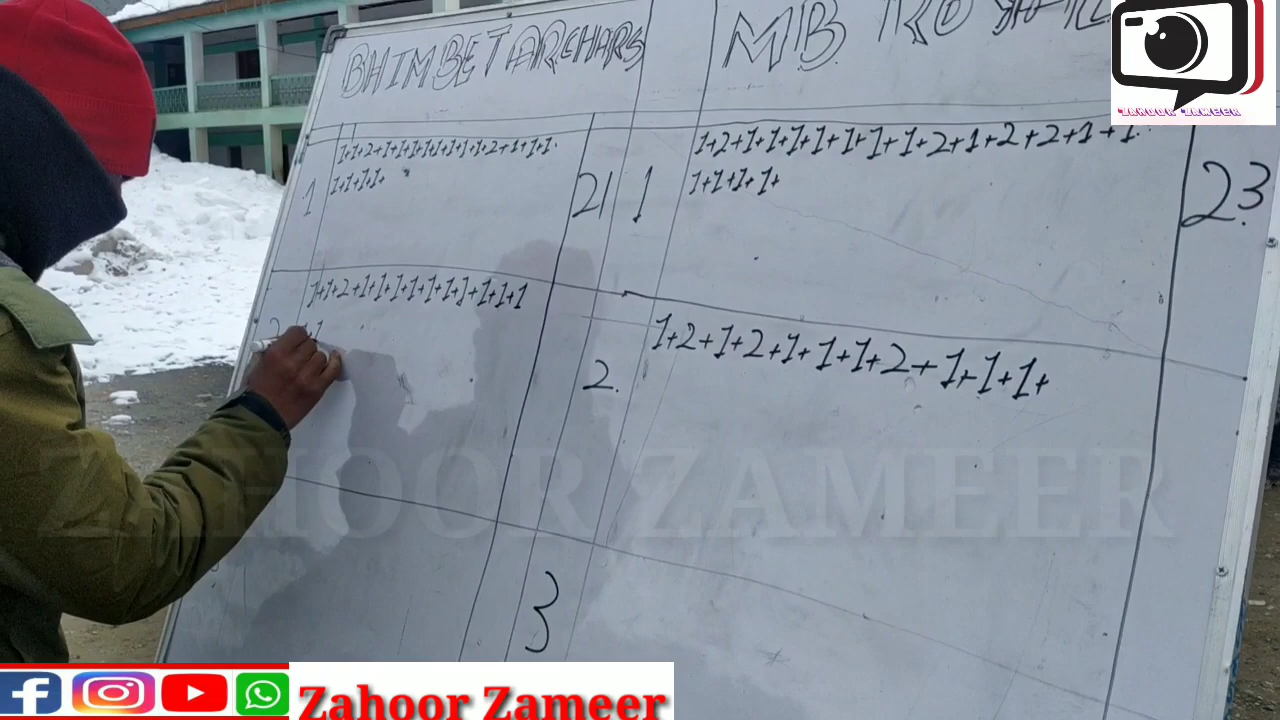 BHIMBET ARCHARS
MB ROYAL
ZAHOOR ZAMEER
1
1+1+2+1+1+1+1+1+1+1+2+1+1+1.
1+1+1+1+
21
1
1+2+1+1+1+1+1+1+1+1+2+1+2+2+1+1.
1+1+1+1+
23.
2
1+1+2+1+1+1+1+1+1+1+1+1+1
+1
2.
1+2+1+2+1+1+1+2+1+1+1+
3
ZAHOOR ZAMEER
Zahoor Zameer